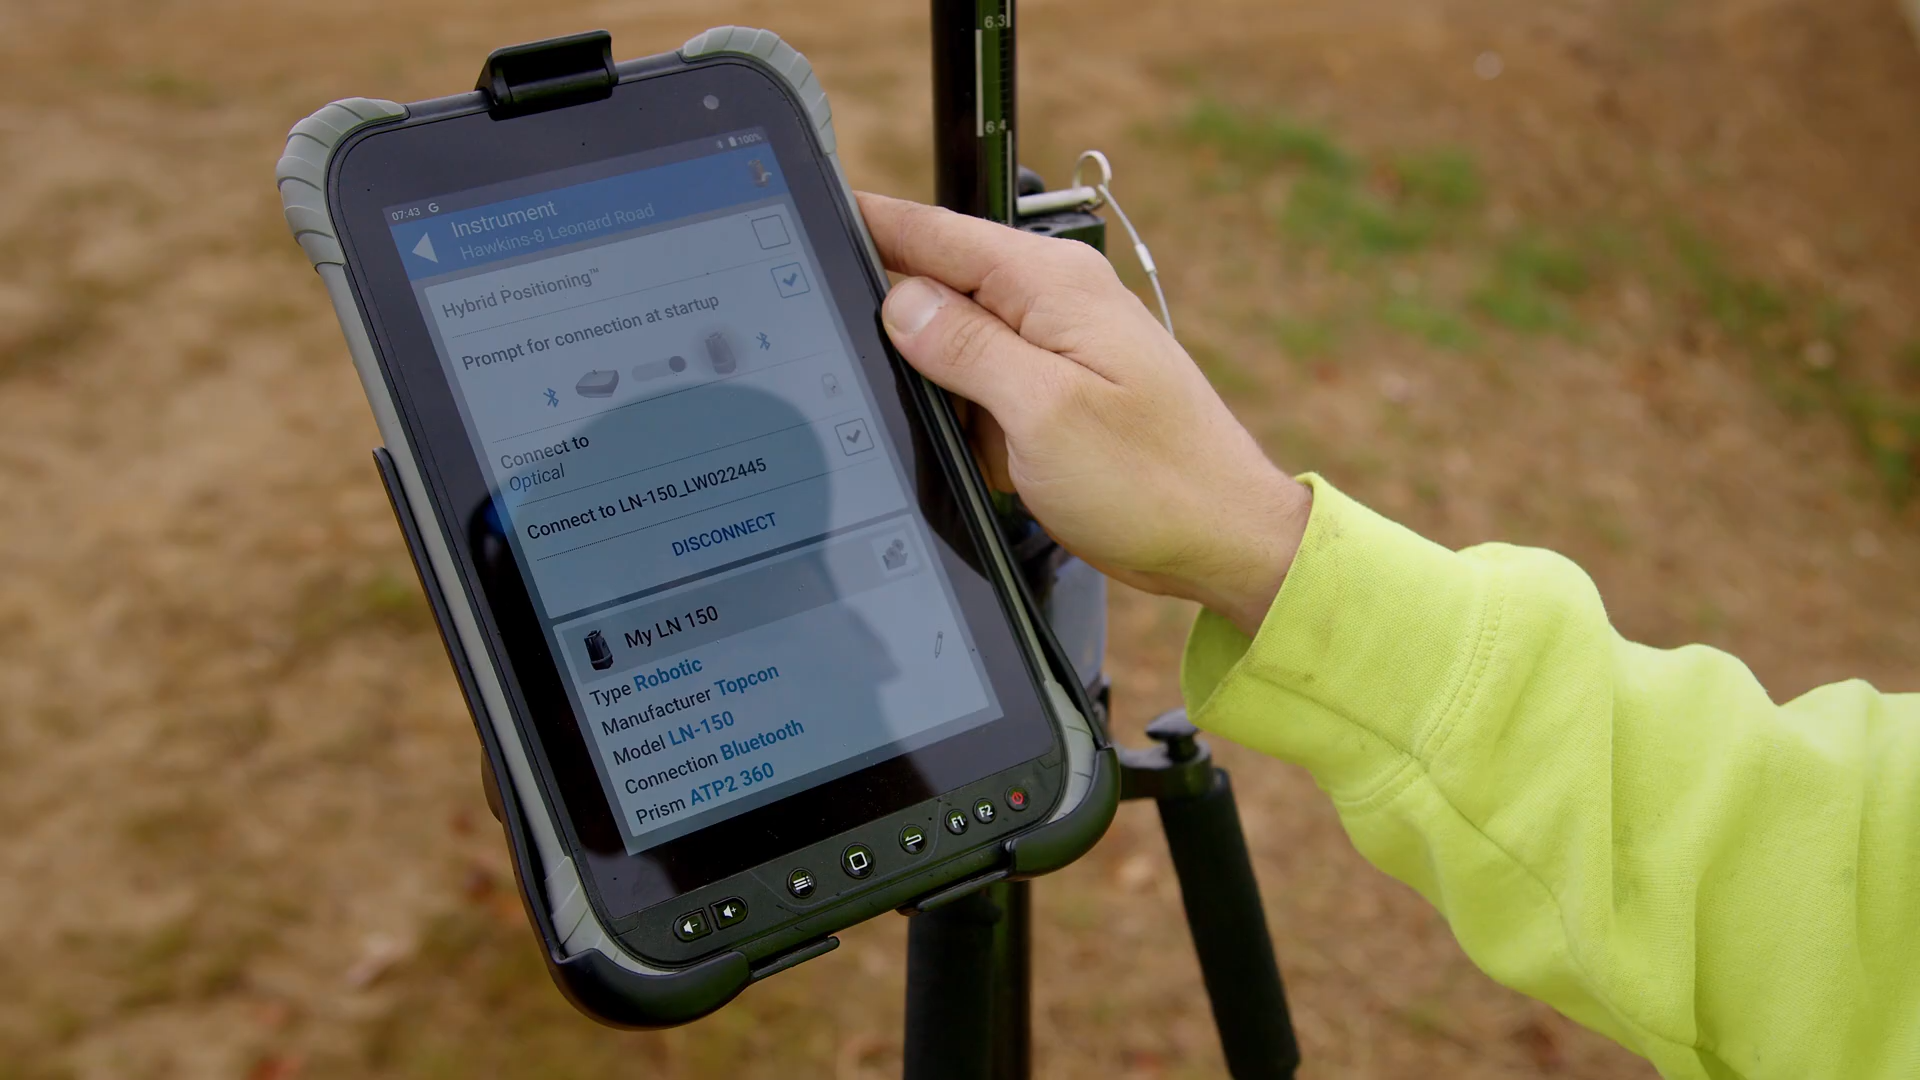 6.3
6.4
07:43 G 100%
Instrument
Hawkins-8 Leonard Road
Hybrid Positioning™
Prompt for connection at startup
Connect to
Optical
Connect to LN-150_LW022445
DISCONNECT
My LN 150
Type Robotic
Manufacturer Topcon
Model LN-150
Connection Bluetooth
Prism ATP2 360
F1 F2